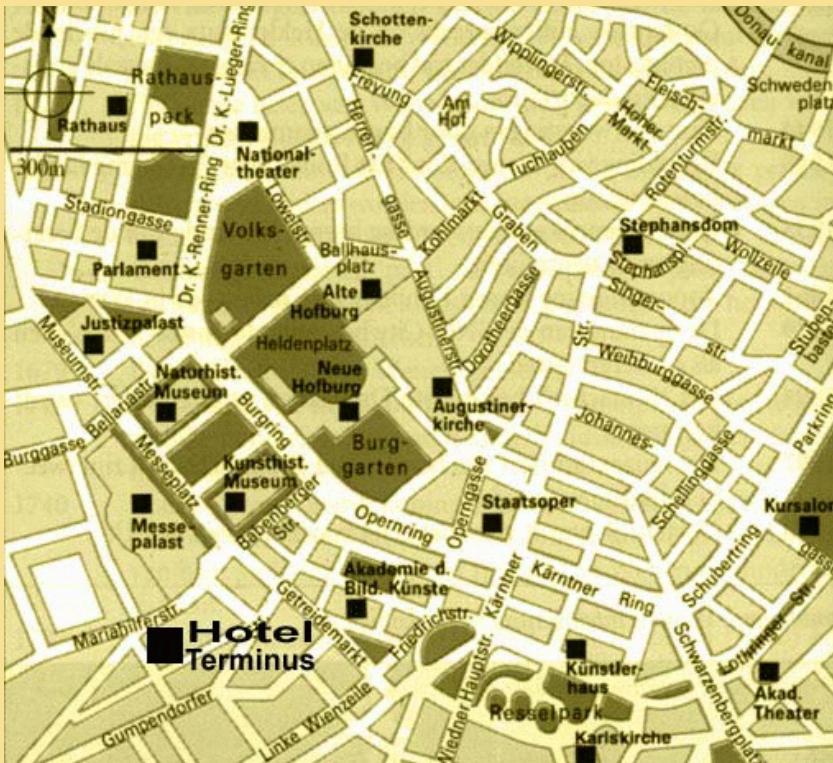 N
Schotten-
kirche
Donau-
kanal
Wipplingerstr.
Freyung
Fleisch-
markt
Schweden
platz
Rathaus-
park
Rathaus
Dr. K.-Lueger-Ring
Am
Hof
Hoher
Markt
Herren-
gasse
National-
theater
300m
Tuchlauben
Rotenturmstr.
Stadiongasse
Löwelstr.
Kohlmarkt
Graben
Stephansdom
Stephanspl.
Wollzeile
Volks-
garten
Ballhaus-
platz
Parlament
Dr. K.-Renner-Ring
Alte
Hofburg
Augustinerstr.
Dorotheergasse
Singer-
str.
Str.
Stuben
bastei
Justizpalast
Museumstr.
Heldenplatz
Weihburggasse
Naturhist.
Museum
Neue
Hofburg
Burgring
Augustiner-
kirche
Johannes-
Parkring
Burggasse
Bellariastr.
Messeplatz
Burg-
garten
Kunsthist.
Museum
Babenberger
Str.
Schellinggasse
Messe-
palast
Opernring
Operngasse
Staatsoper
Kursalon
gasse
Akademie d.
Bild. Künste
Kärntner
Kärntner Ring
Schubertring
Getreidemarkt
Mariahilferstr.
Friedrichstr.
Hotel
Terminus
Künstler-
haus
Schwarzenbergplatz
Lothringer Str.
Akad.
Theater
Gumpendorfer
Linke Wienzeile
Wiedner Hauptstr.
Resselpark
Karlskirche